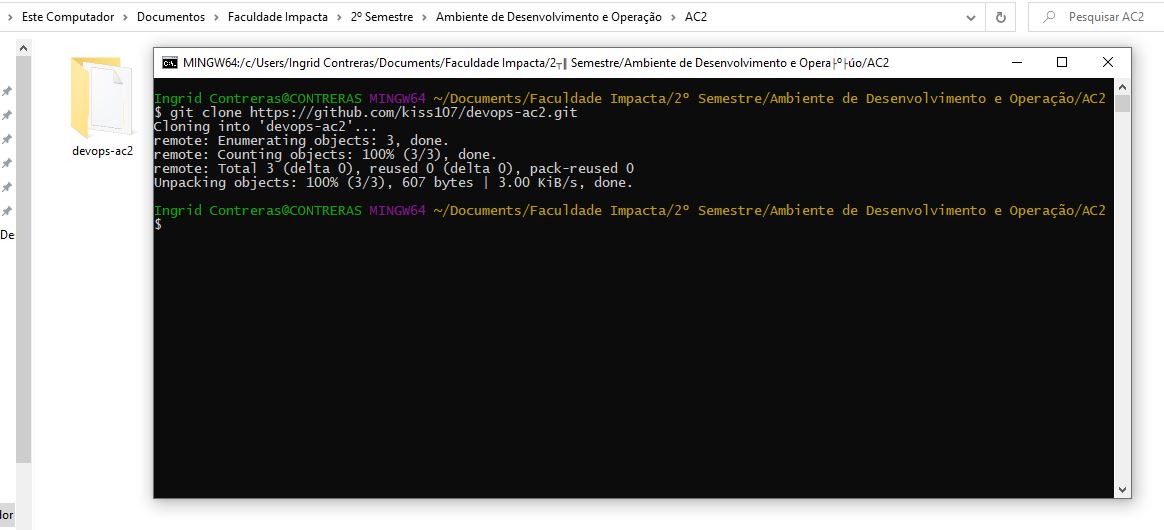 Este Computador > Documentos > Faculdade Impacta > 2º Semestre > Ambiente de Desenvolvimento e Operação > AC2
Pesquisar AC2
devops-ac2
De
lor
MINGW64:/c/Users/Ingrid Contreras/Documents/Faculdade Impacta/2┬║ Semestre/Ambiente de Desenvolvimento e Opera├º├úo/AC2
Ingrid Contreras@CONTRERAS MINGW64 ~/Documents/Faculdade Impacta/2º Semestre/Ambiente de Desenvolvimento e Operação/AC2
$ git clone https://github.com/kiss107/devops-ac2.git
Cloning into 'devops-ac2'...
remote: Enumerating objects: 3, done.
remote: Counting objects: 100% (3/3), done.
remote: Total 3 (delta 0), reused 0 (delta 0), pack-reused 0
Unpacking objects: 100% (3/3), 607 bytes | 3.00 KiB/s, done.
Ingrid Contreras@CONTRERAS MINGW64 ~/Documents/Faculdade Impacta/2º Semestre/Ambiente de Desenvolvimento e Operação/AC2
$